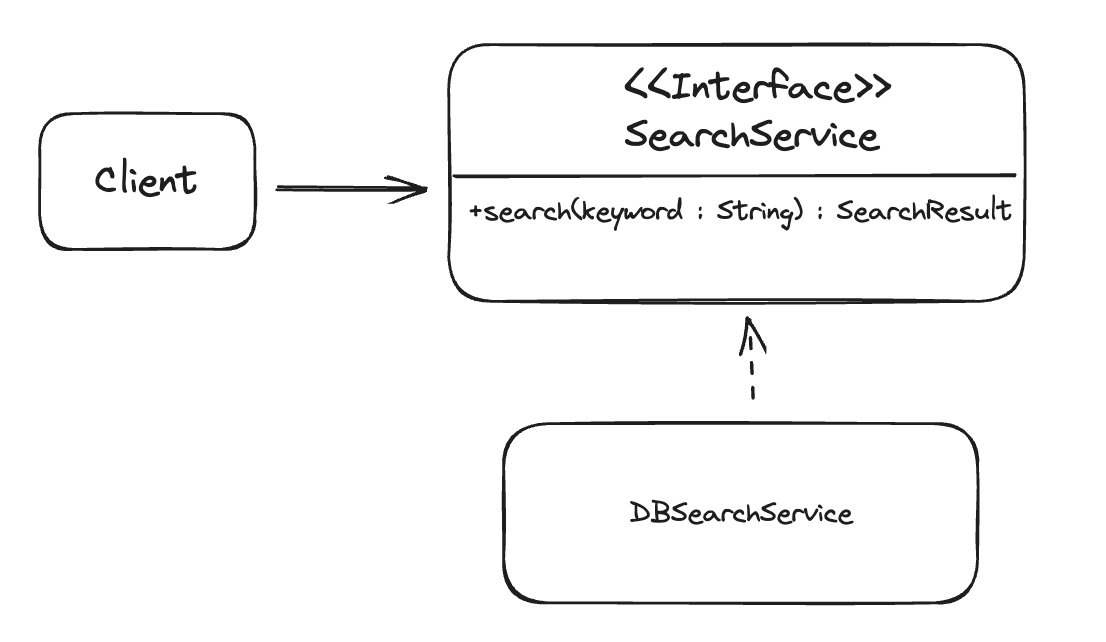 Client
<<Interface>>
SearchService
+search(keyword : String) : SearchResult
DBSearchService